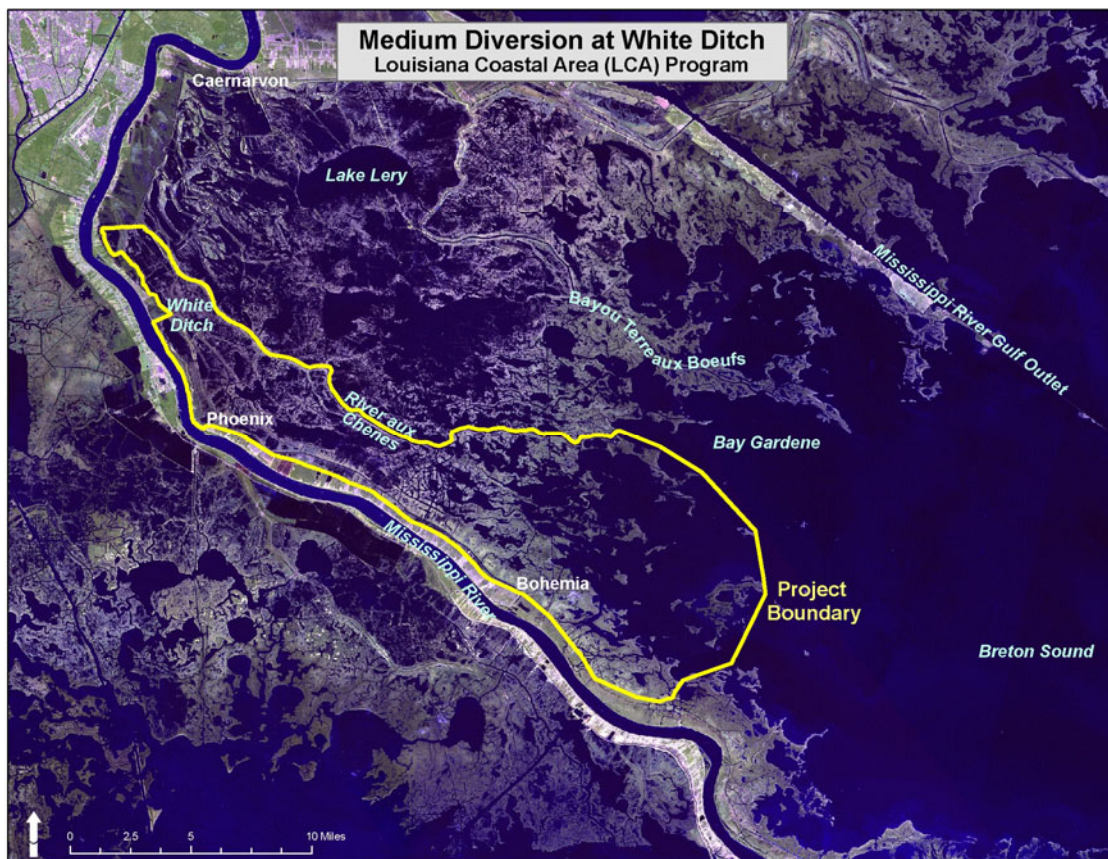 Medium Diversion at White Ditch
Louisiana Coastal Area (LCA) Program
Caernarvon
Lake Lery
Mississippi River Gulf Outlet
White
Ditch
Bayou Terreaux Boeufs
River aux
Chenes
Phoenix
Bay Gardene
Mississippi River
Bohemia
Project
Boundary
Breton Sound
0 2.5 5 10 Miles